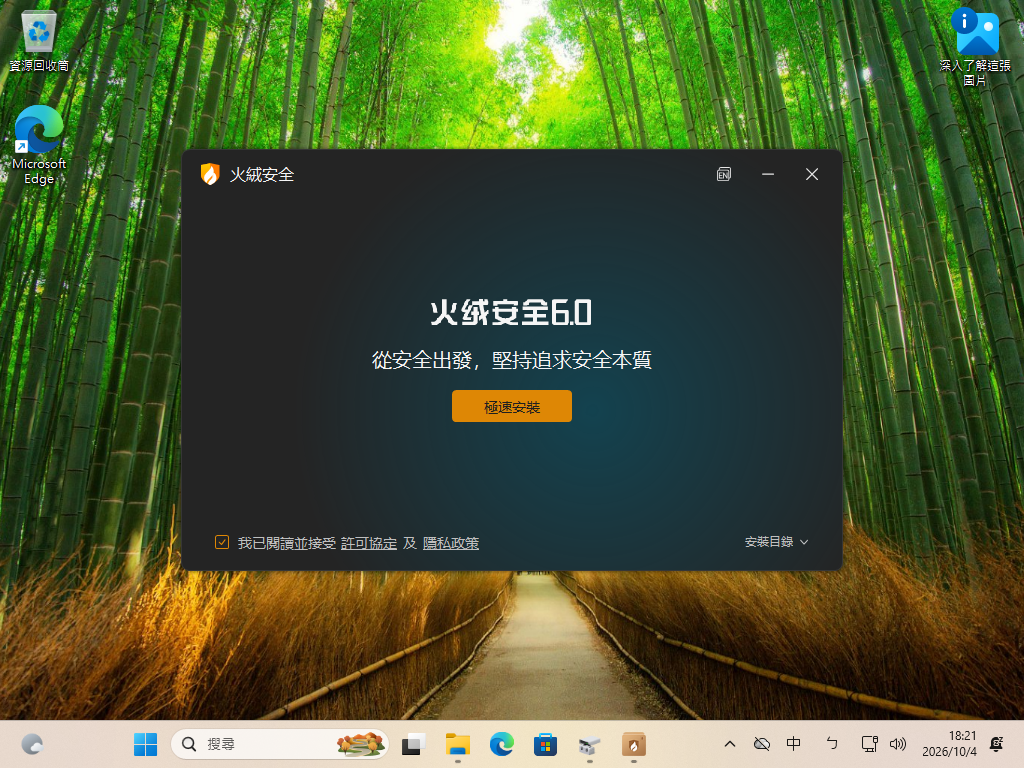 資源回收筒
深入了解這張
圖片
Microsoft
Edge
火絨安全
EN
火绒安全6.0
從安全出發，堅持追求安全本質
極速安裝
我已閱讀並接受 許可協定 及 隱私政策
安裝目錄
搜尋
中
18:21
2026/10/4